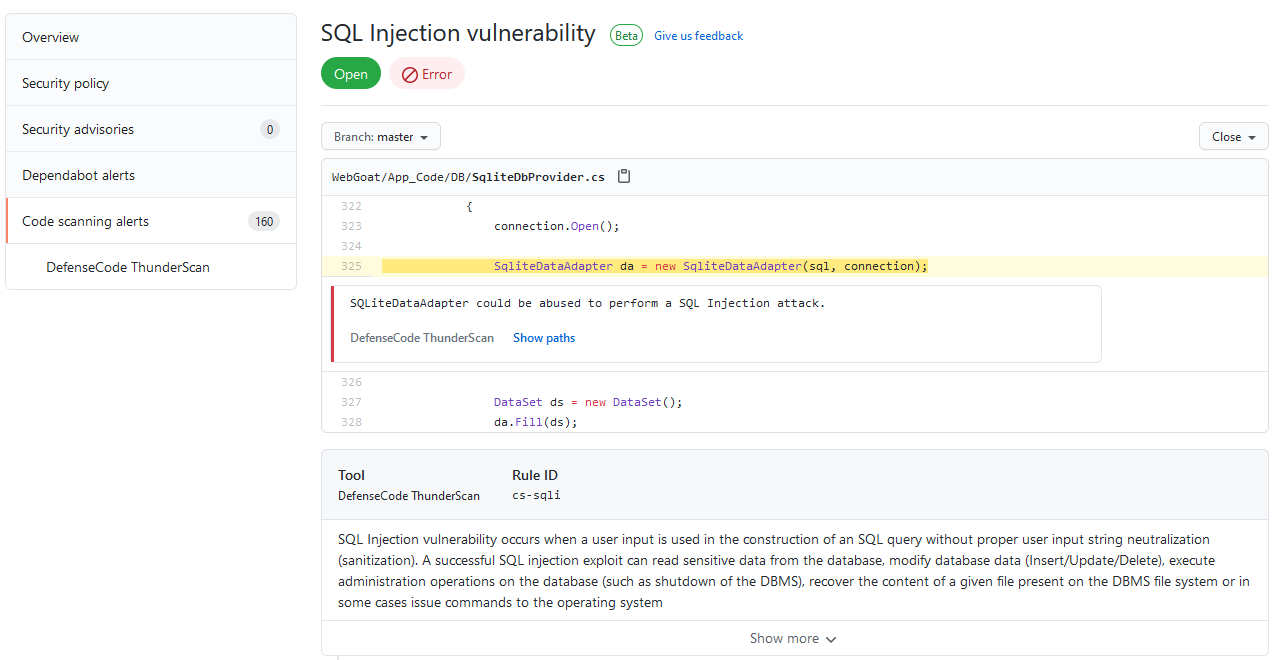 Overview
Security policy
Security advisories 0
Dependabot alerts
Code scanning alerts 160
DefenseCode ThunderScan
SQL Injection vulnerability Beta Give us feedback
Open Error
Branch: master Close
WebGoat/App_Code/DB/SqliteDbProvider.cs
322 {
323 connection.Open();
324
325 SqliteDataAdapter da = new SqliteDataAdapter(sql, connection);
SQLiteDataAdapter could be abused to perform a SQL Injection attack.
DefenseCode ThunderScan Show paths
326
327 DataSet ds = new DataSet();
328 da.Fill(ds);
Tool Rule ID
DefenseCode ThunderScan cs-sqli
SQL Injection vulnerability occurs when a user input is used in the construction of an SQL query without proper user input string neutralization
(sanitization). A successful SQL injection exploit can read sensitive data from the database, modify database data (Insert/Update/Delete), execute
administration operations on the database (such as shutdown of the DBMS), recover the content of a given file present on the DBMS file system or in
some cases issue commands to the operating system
Show more